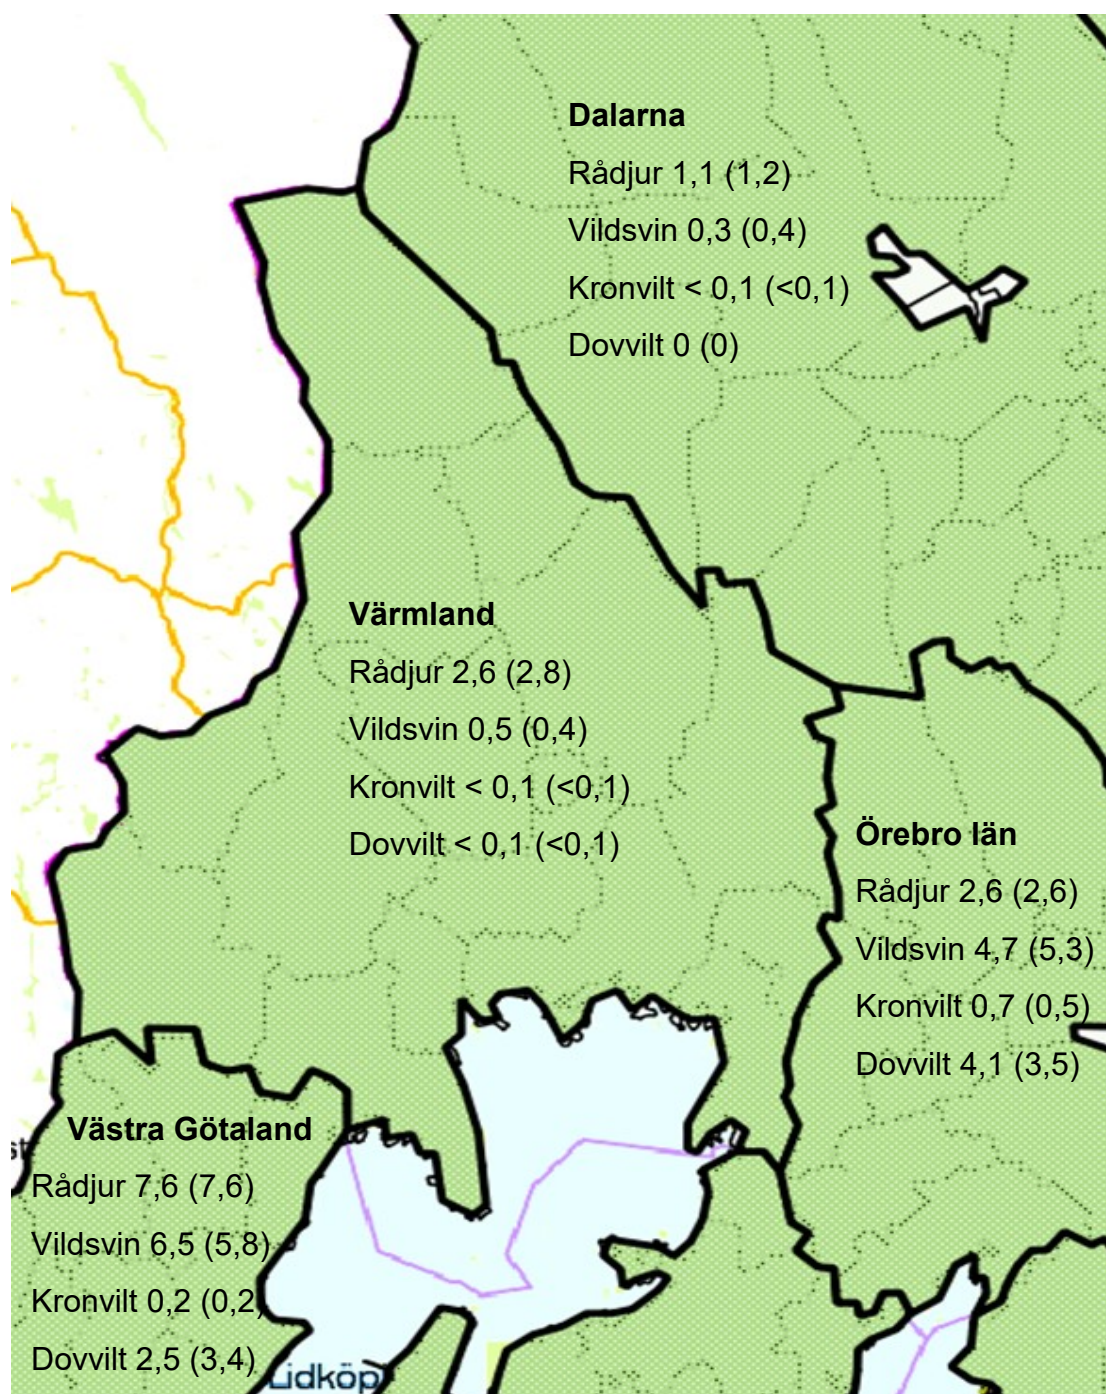 Dalarna
Rådjur 1,1 (1,2)
Vildsvin 0,3 (0,4)
Kronvilt < 0,1 (<0,1)
Dovvilt 0 (0)
Värmland
Rådjur 2,6 (2,8)
Vildsvin 0,5 (0,4)
Kronvilt < 0,1 (<0,1)
Dovvilt < 0,1 (<0,1)
Örebro län
Rådjur 2,6 (2,6)
Vildsvin 4,7 (5,3)
Kronvilt 0,7 (0,5)
Dovvilt 4,1 (3,5)
Västra Götaland
Rådjur 7,6 (7,6)
Vildsvin 6,5 (5,8)
Kronvilt 0,2 (0,2)
Dovvilt 2,5 (3,4)